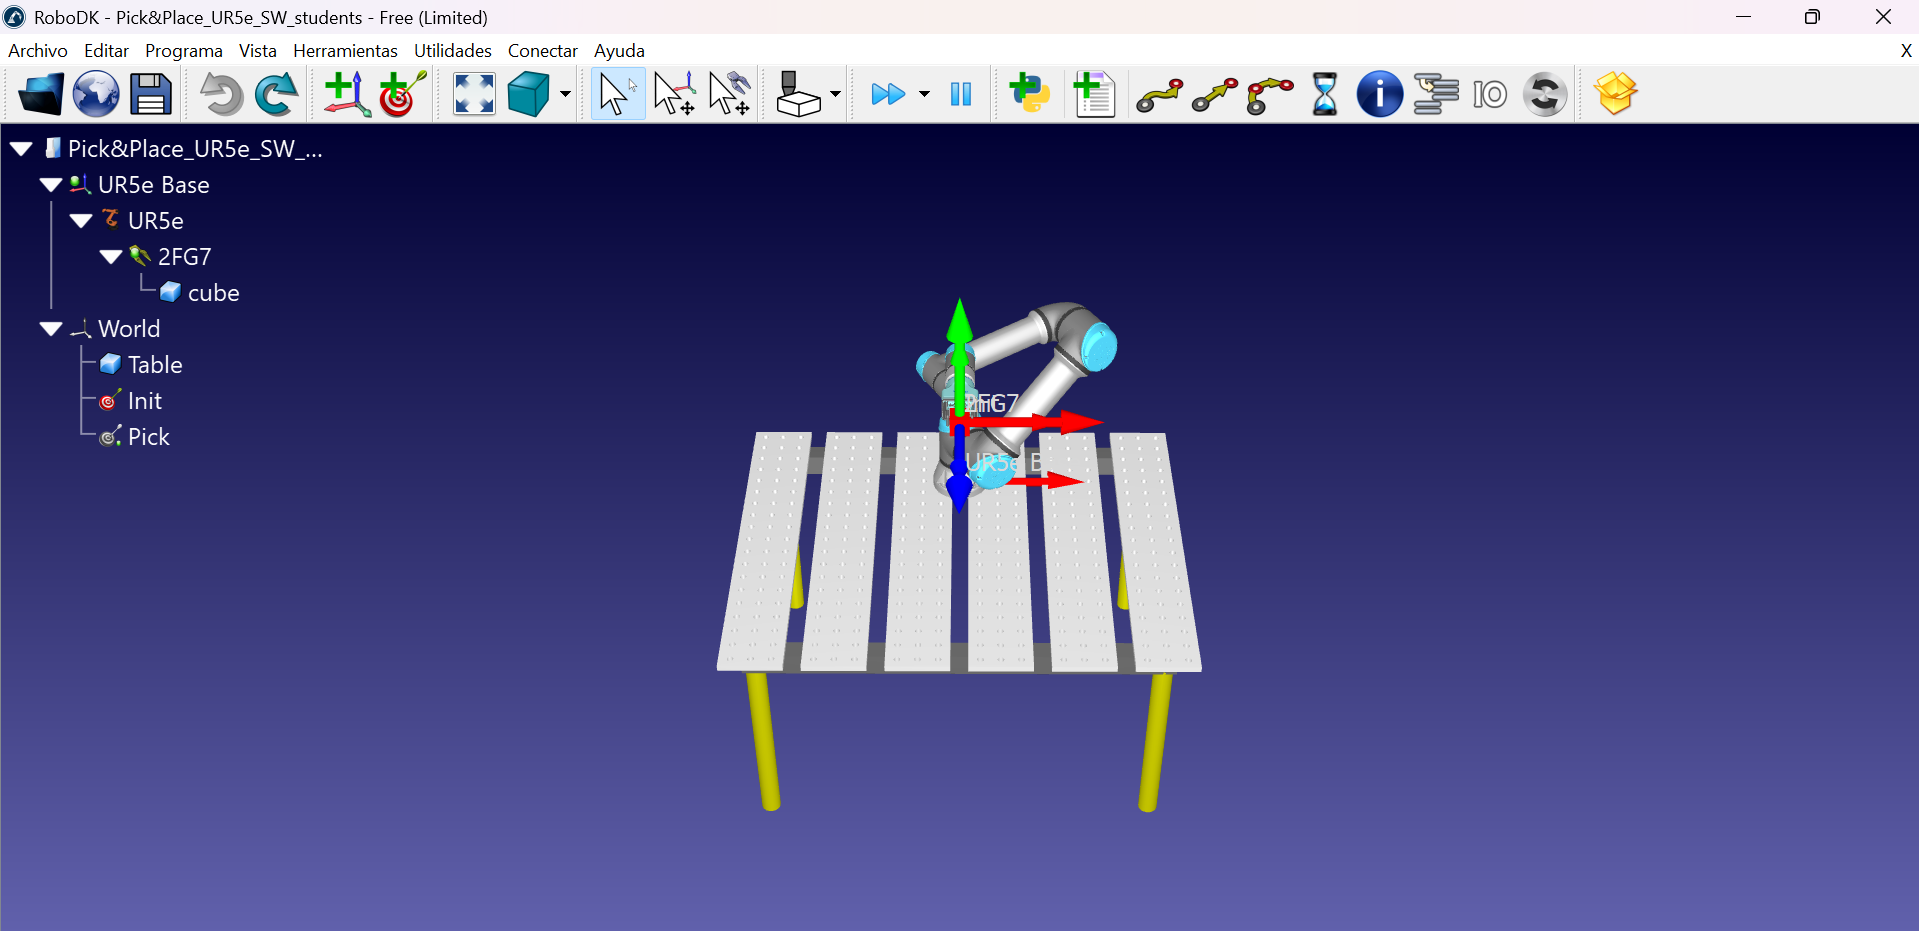 RoboDK - Pick&Place_UR5e_SW_students - Free (Limited)
Archivo Editar Programa Vista Herramientas Utilidades Conectar Ayuda X
IO
Pick&Place_UR5e_SW_...
UR5e Base
UR5e
2FG7
cube
World
Table
Init
Pick
2FG7
UR5e B